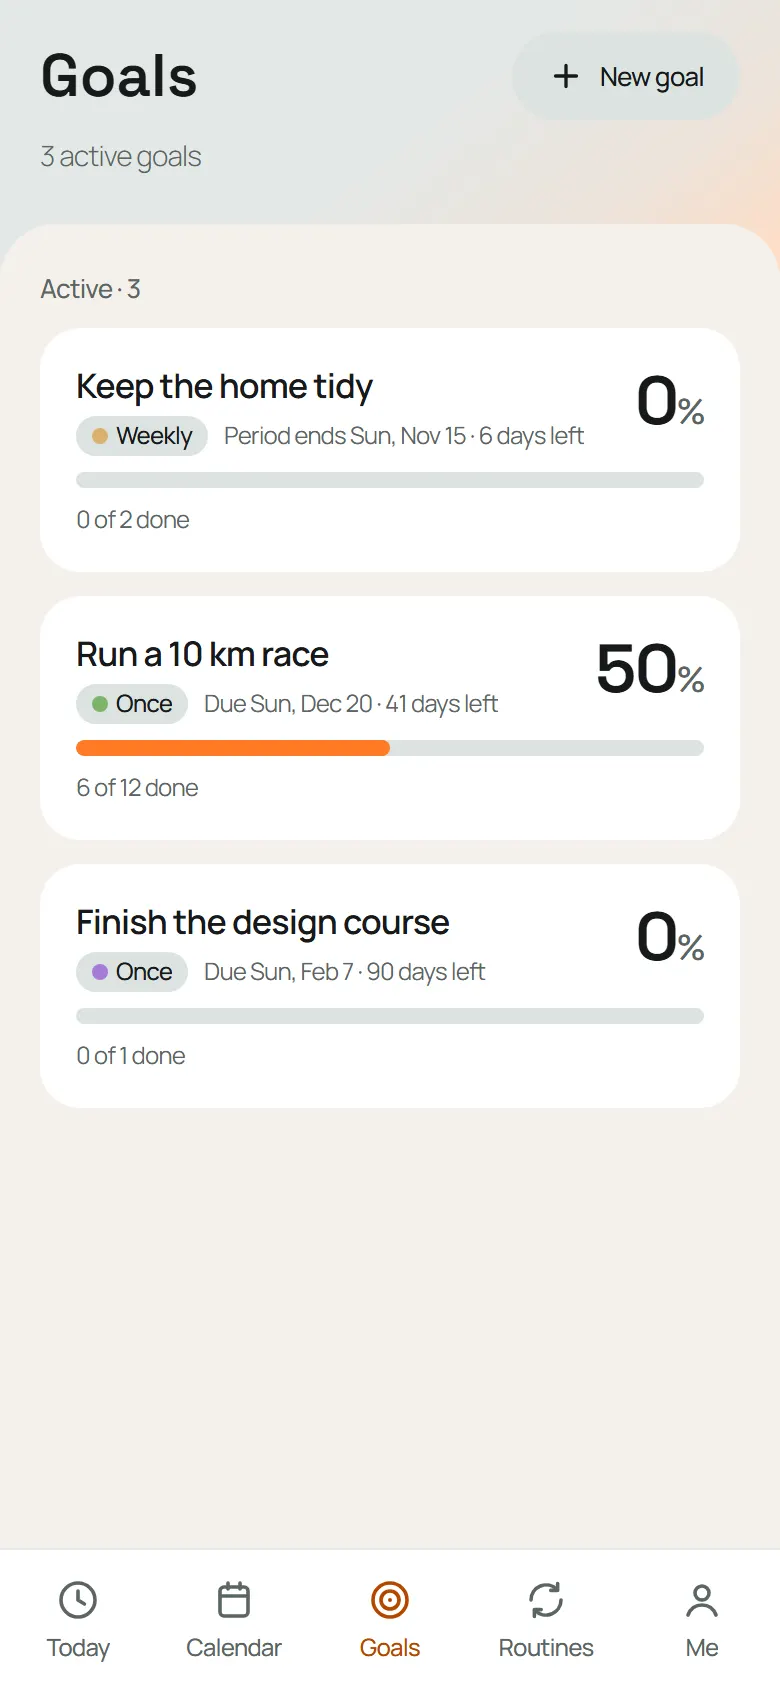 Goals
New goal
3 active goals
Active · 3
Keep the home tidy
0%
Weekly
Period ends Sun, Nov 15 · 6 days left
0 of 2 done
Run a 10 km race
50%
Once
Due Sun, Dec 20 · 41 days left
6 of 12 done
Finish the design course
0%
Once
Due Sun, Feb 7 · 90 days left
0 of 1 done
Today
Calendar
Goals
Routines
Me